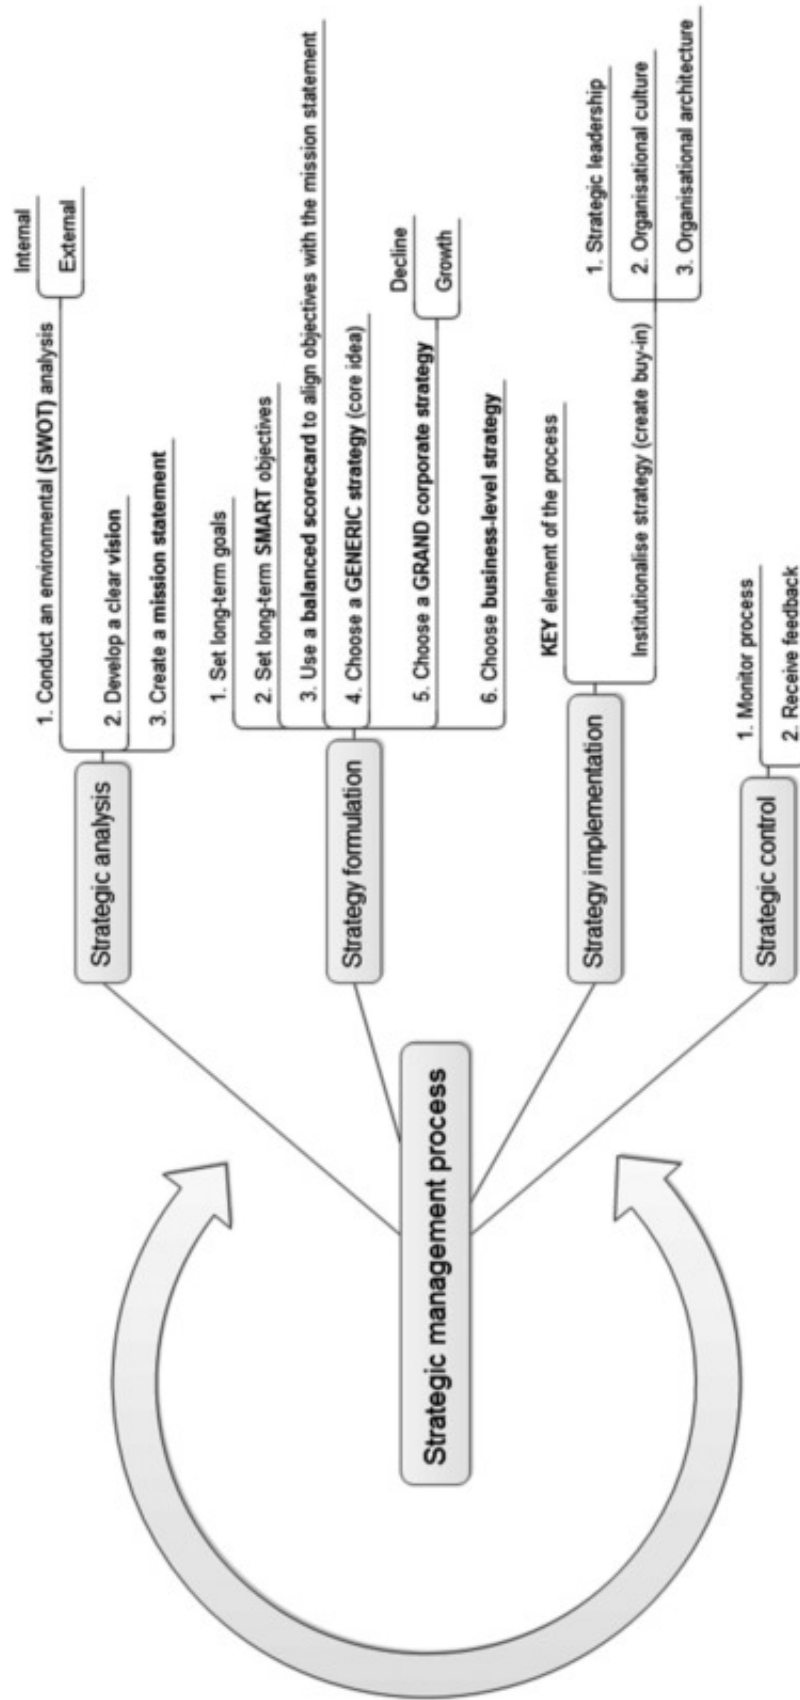 Strategic management process
Strategic analysis
1. Conduct an environmental (SWOT) analysis
Internal
External
2. Develop a clear vision
3. Create a mission statement
Strategy formulation
1. Set long-term goals
2. Set long-term SMART objectives
3. Use a balanced scorecard to align objectives with the mission statement
4. Choose a GENERIC strategy (core idea)
5. Choose a GRAND corporate strategy
Decline
Growth
6. Choose business-level strategy
Strategy implementation
KEY element of the process
Institutionalise strategy (create buy-in)
1. Strategic leadership
2. Organisational culture
3. Organisational architecture
Strategic control
1. Monitor process
2. Receive feedback